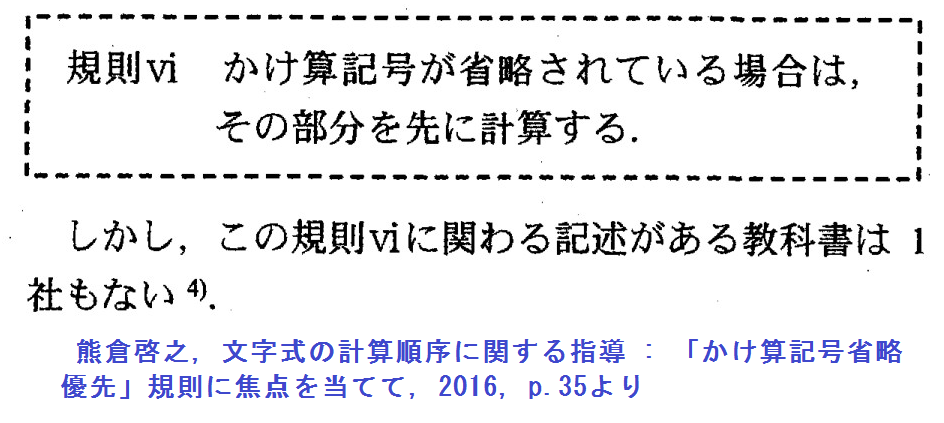 規則ⅵ かけ算記号が省略されている場合は,
その部分を先に計算する.
しかし, この規則ⅵに関わる記述がある教科書は 1
社もない 4).
熊倉啓之, 文字式の計算順序に関する指導 : 「かけ算記号省略
優先」規則に焦点を当てて, 2016, p.35より